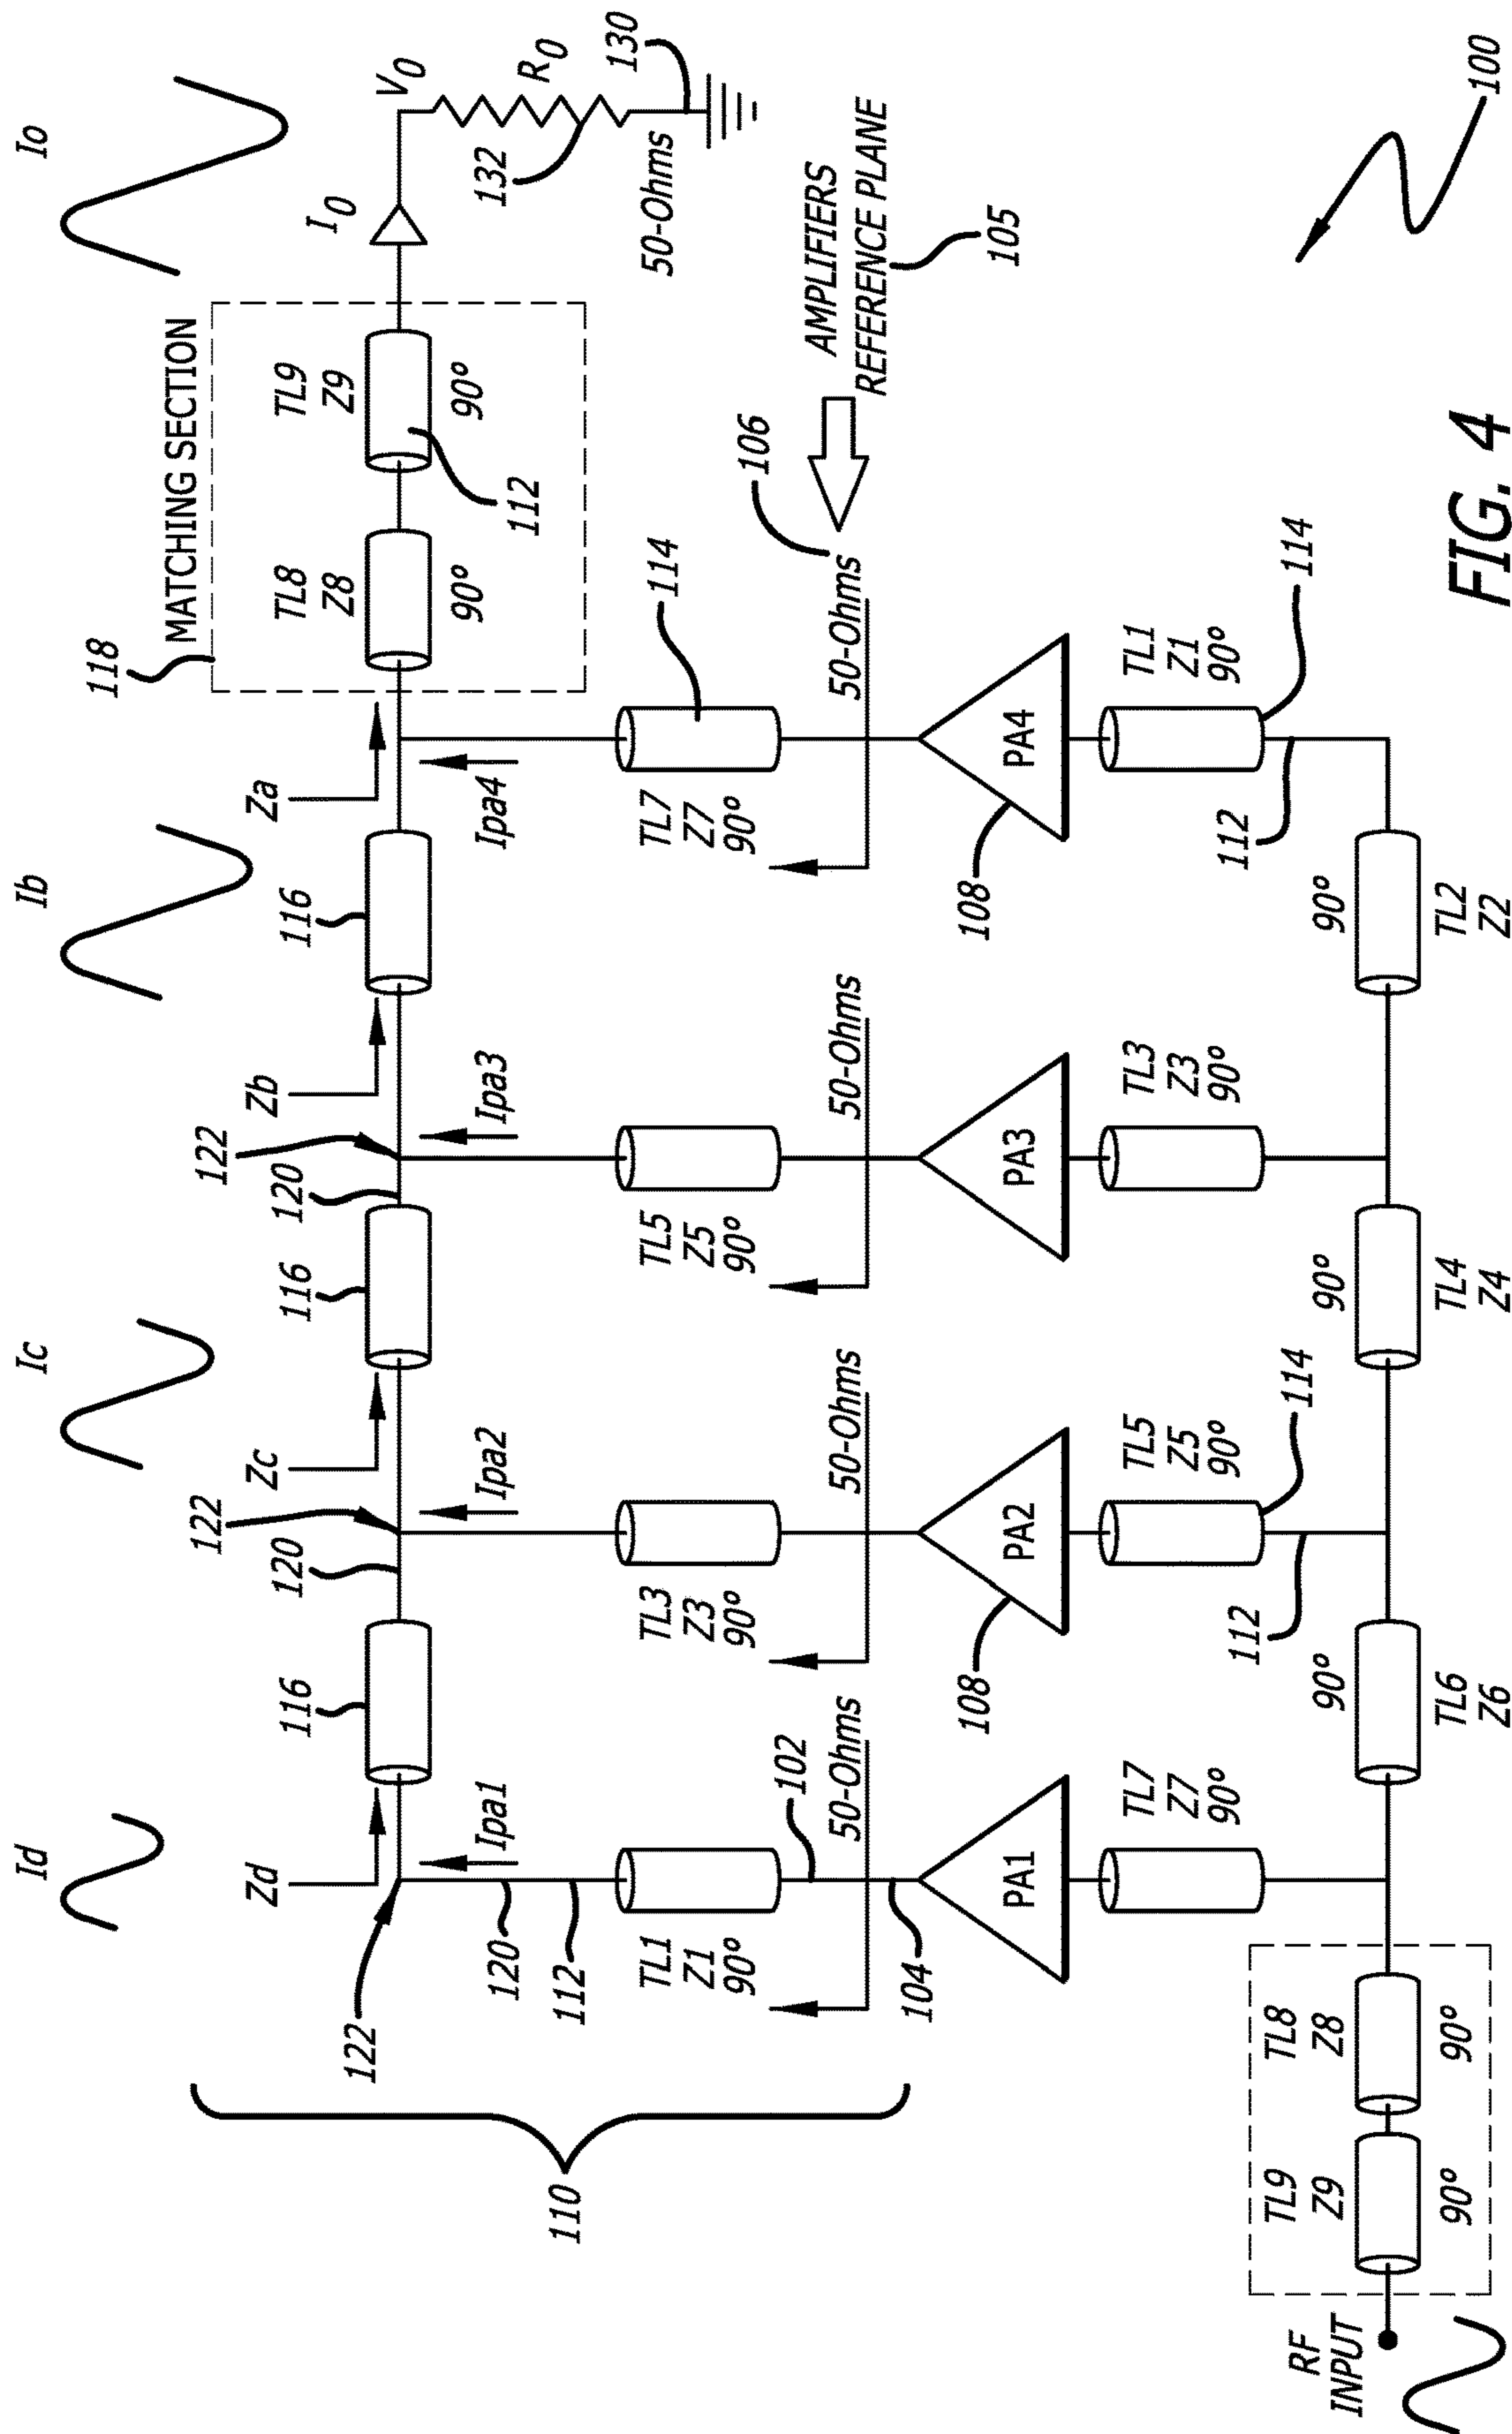 Id
Ic
Ib
Io
118
MATCHING SECTION
Zd
Zc
Zb
Za
TL8
Z8
90°
TL9
Z9
90°
112
I0
V0
R0
132
130
50-Ohms
116
116
116
122
122
122
120
120
120
112
Ipa1
Ipa2
Ipa3
Ipa4
110
TL1
Z1
90°
TL3
Z3
90°
TL5
Z5
90°
TL7
Z7
90°
114
102
104
50-Ohms
50-Ohms
50-Ohms
50-Ohms
106
AMPLIFIERS
REFERENCE PLANE
105
PA1
PA2
PA3
PA4
108
108
TL7
Z7
90°
TL5
Z5
90°
TL3
Z3
90°
TL1
Z1
90°
114
114
112
112
RF
INPUT
TL9
Z9
90°
TL8
Z8
90°
90°
TL6
Z6
90°
TL4
Z4
90°
TL2
Z2
100
FIG. 4